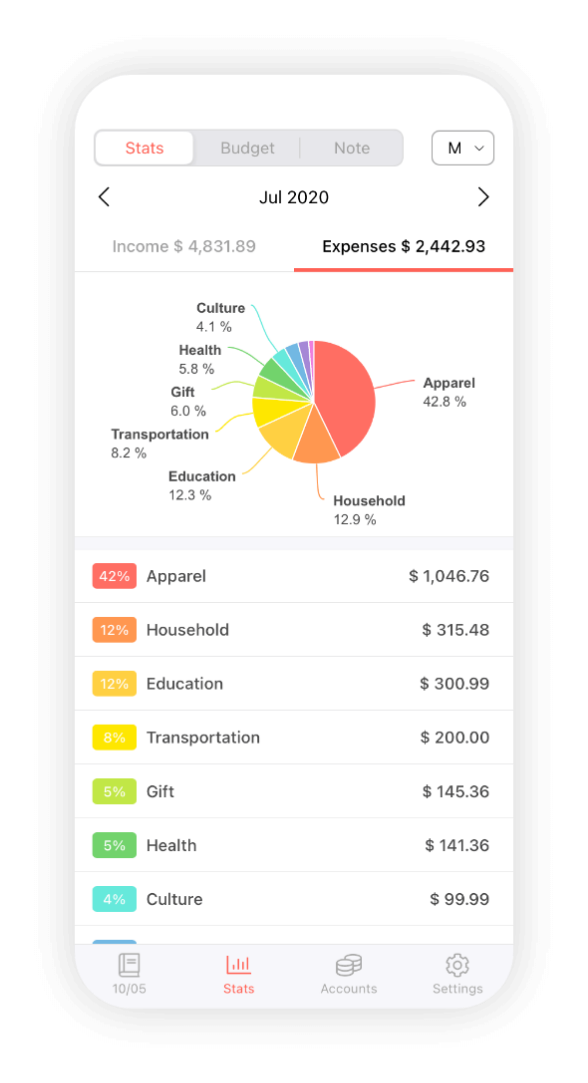 Stats Budget Note M
Jul 2020
Income $ 4,831.89 Expenses $ 2,442.93
Culture
4.1 %
Health
5.8 %
Gift
6.0 %
Transportation
8.2 %
Education
12.3 %
Apparel
42.8 %
Household
12.9 %
42% Apparel $ 1,046.76
12% Household $ 315.48
12% Education $ 300.99
8% Transportation $ 200.00
5% Gift $ 145.36
5% Health $ 141.36
4% Culture $ 99.99
10/05 Stats Accounts Settings